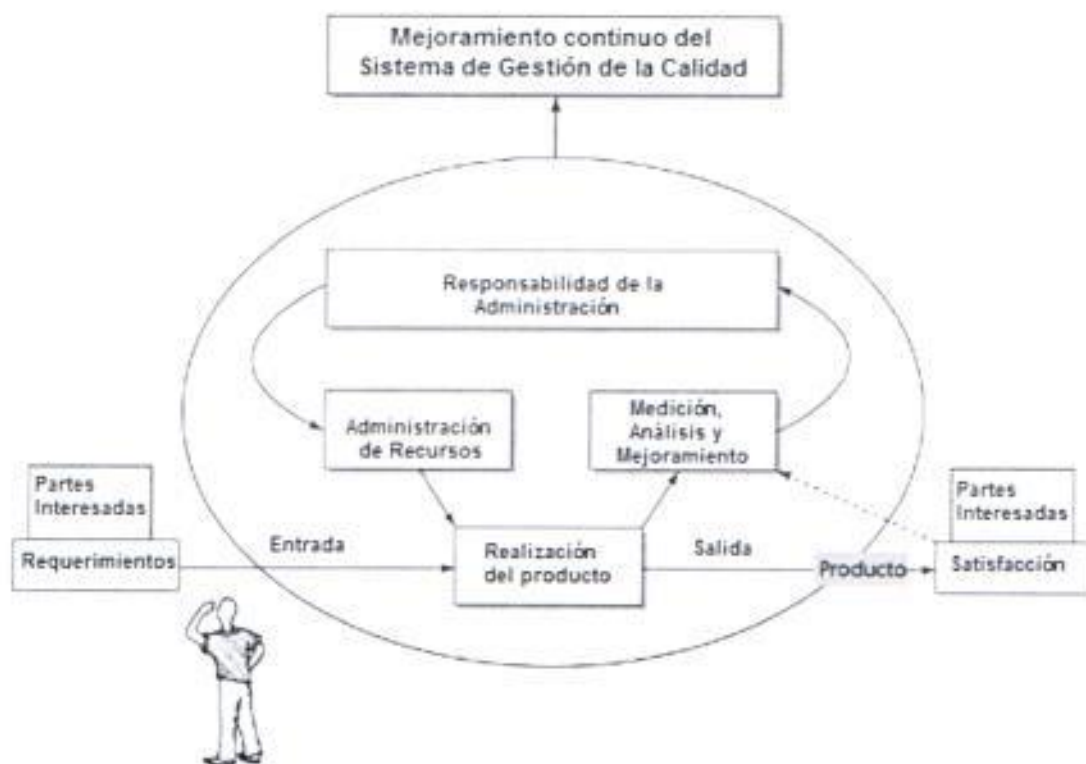 Mejoramiento continuo del
Sistema de Gestión de la Calidad
Responsabilidad de la
Administración
Administración
de Recursos
Medición,
Análisis y
Mejoramiento
Partes
Interesadas
Requerimientos
Entrada
Realización
del producto
Salida
Producto
Partes
Interesadas
Satisfacción